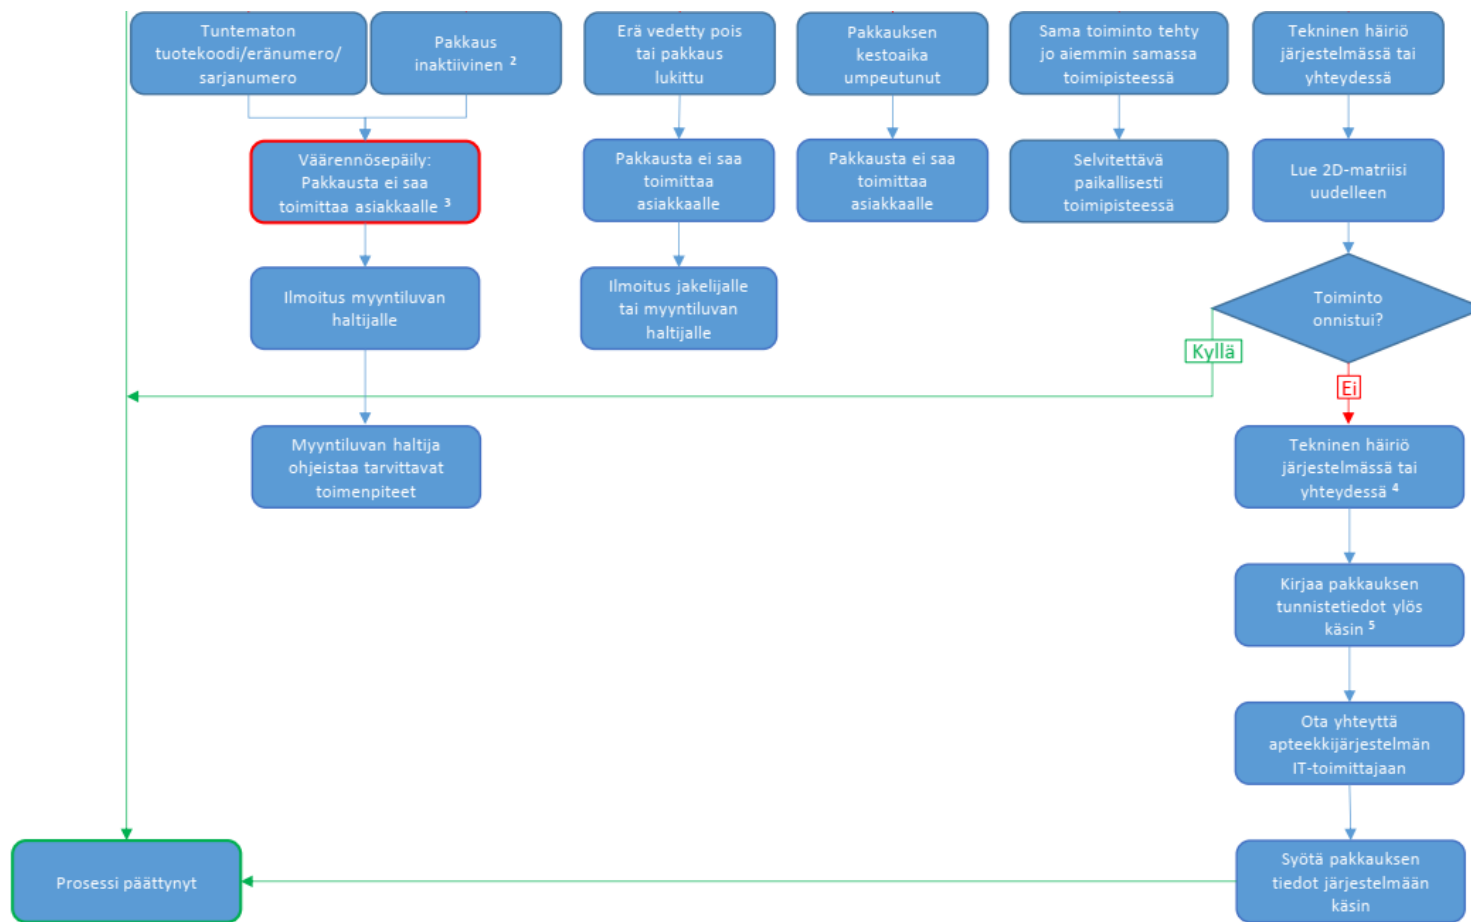 Tuntematon
tuotekoodi/eränumero/
sarjanumero
Pakkaus
inaktiivinen ²
Erä vedetty pois
tai pakkaus
lukittu
Pakkauksen
kestoaika
umpeutunut
Sama toiminto tehty
jo aiemmin samassa
toimipisteessä
Tekninen häiriö
järjestelmässä tai
yhteydessä
Väärennösepäily:
Pakkausta ei saa
toimittaa asiakkaalle ³
Pakkausta ei saa
toimittaa
asiakkaalle
Pakkausta ei saa
toimittaa
asiakkaalle
Selvitettävä
paikallisesti
toimipisteessä
Lue 2D-matriisi
uudelleen
Ilmoitus myyntiluvan
haltijalle
Ilmoitus jakelijalle
tai myyntiluvan
haltijalle
Toiminto
onnistui?
Kyllä
Ei
Myyntiluvan haltija
ohjeistaa tarvittavat
toimenpiteet
Tekninen häiriö
järjestelmässä tai
yhteydessä ⁴
Kirjaa pakkauksen
tunnistetiedot ylös
käsin ⁵
Ota yhteyttä
apteekkijärjestelmän
IT-toimittajaan
Prosessi päättynyt
Syötä pakkauksen
tiedot järjestelmään
käsin